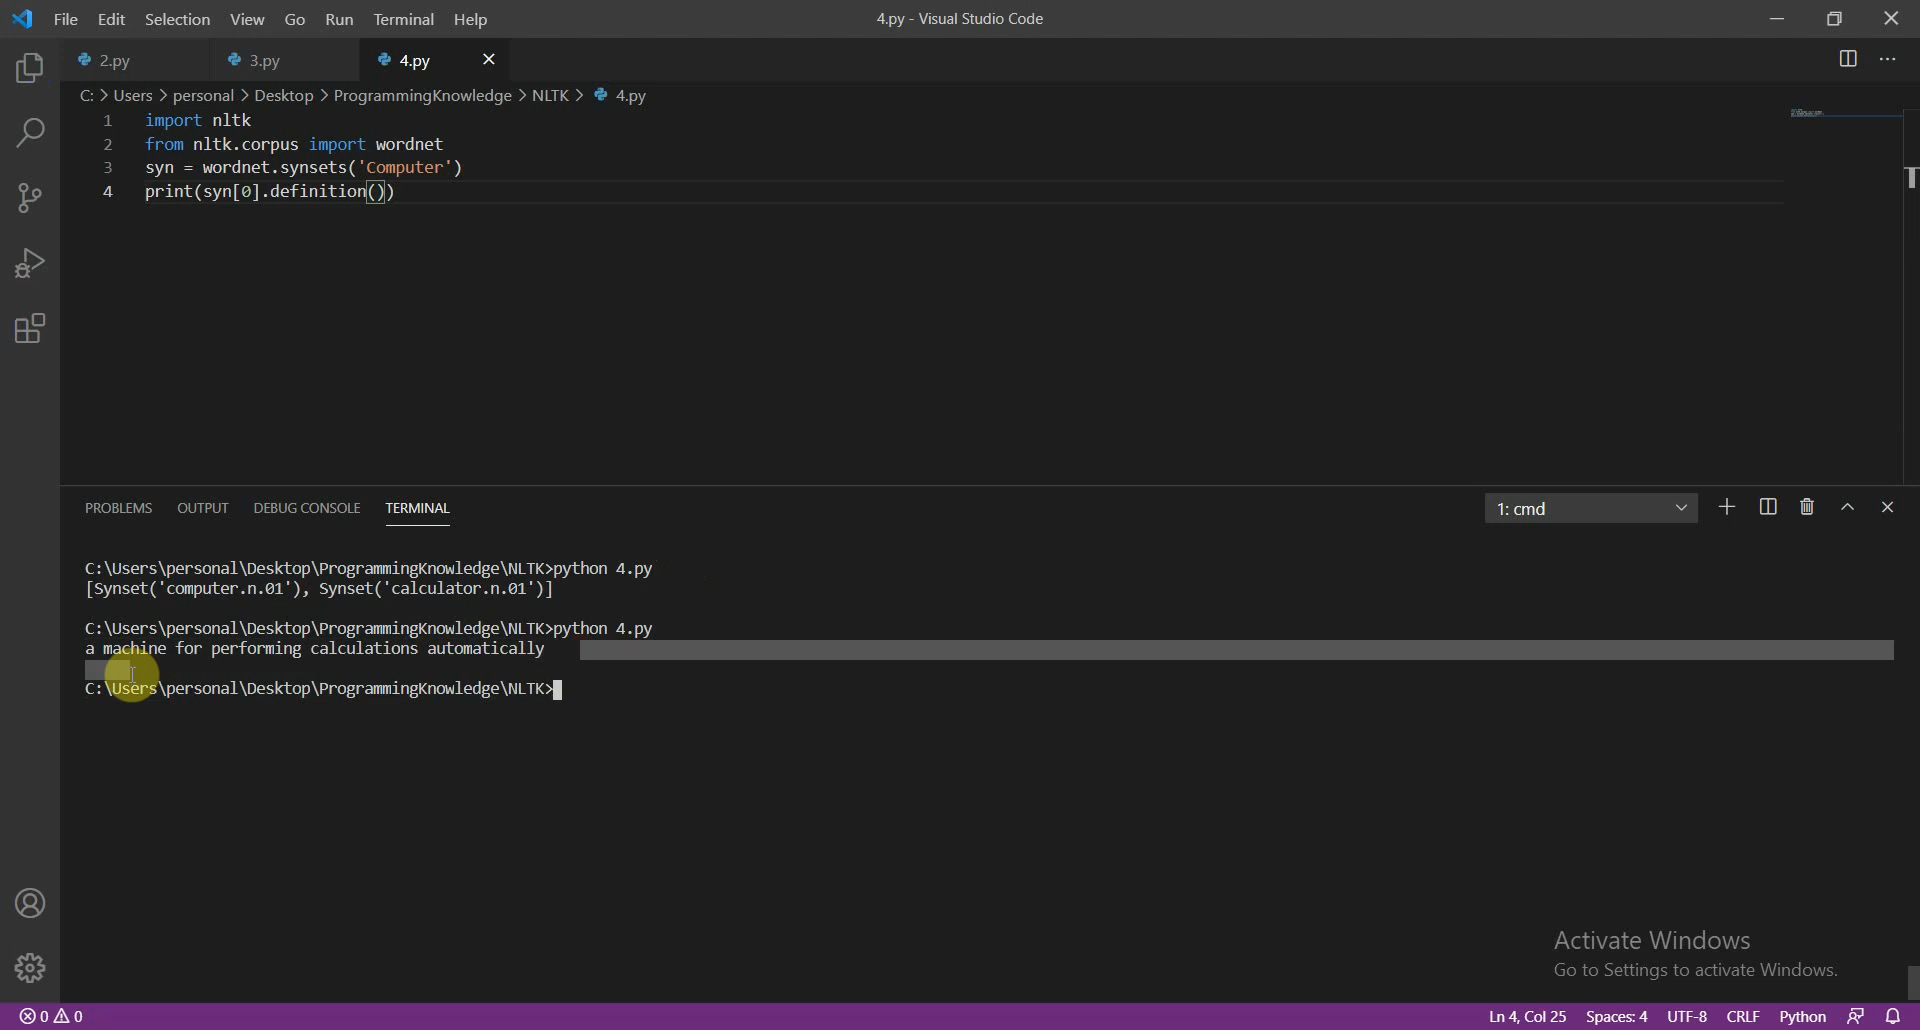 File Edit Selection View Go Run Terminal Help
4.py - Visual Studio Code
2.py 3.py 4.py
C: > Users > personal > Desktop > ProgrammingKnowledge > NLTK > 4.py
1 import nltk
2 from nltk.corpus import wordnet
3 syn = wordnet.synsets('Computer')
4 print(syn[0].definition())
PROBLEMS OUTPUT DEBUG CONSOLE TERMINAL
1: cmd
C:\Users\personal\Desktop\ProgrammingKnowledge\NLTK>python 4.py
[Synset('computer.n.01'), Synset('calculator.n.01')]
C:\Users\personal\Desktop\ProgrammingKnowledge\NLTK>python 4.py
a machine for performing calculations automatically
C:\Users\personal\Desktop\ProgrammingKnowledge\NLTK>
Activate Windows
Go to Settings to activate Windows.
0 0
Ln 4, Col 25 Spaces: 4 UTF-8 CRLF Python